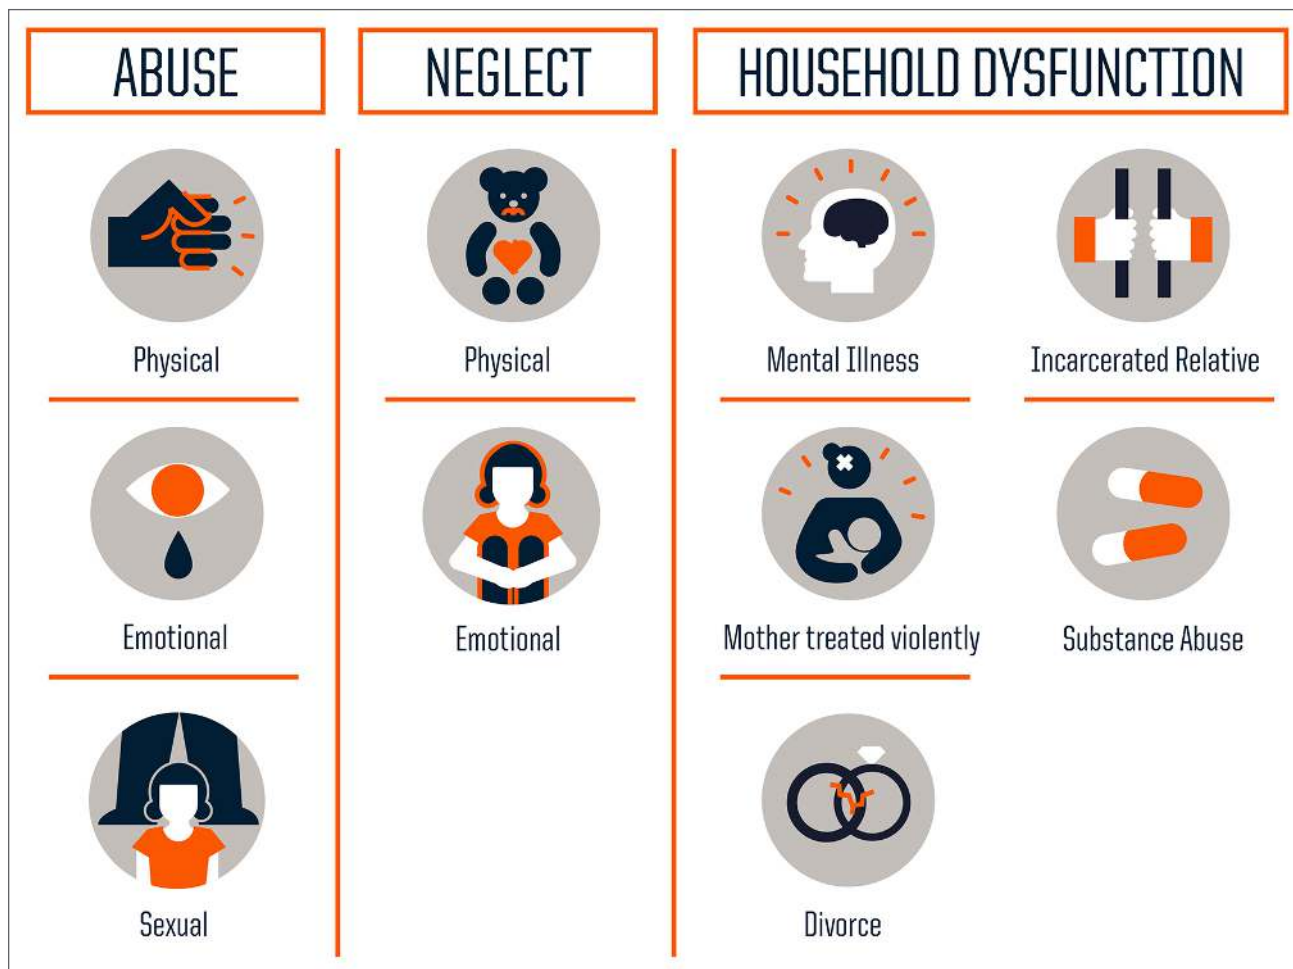 ABUSE
NEGLECT
HOUSEHOLD DYSFUNCTION
Physical
Emotional
Sexual
Physical
Emotional
Mental Illness
Incarcerated Relative
Mother treated violently
Substance Abuse
Divorce